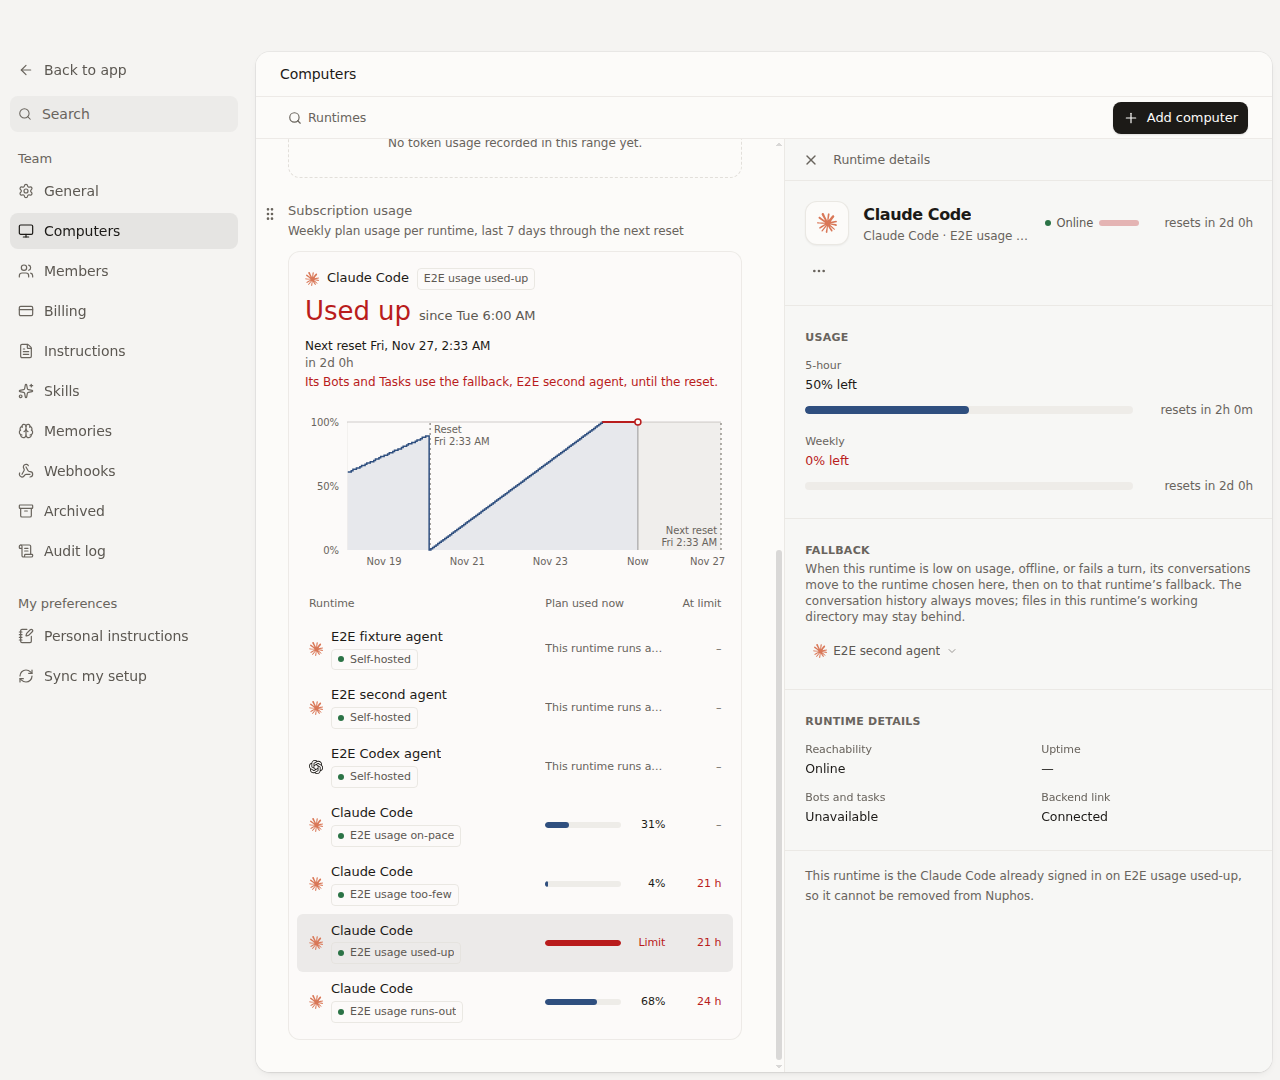 Back to app
Search
Team
General
Computers
Members
Billing
Instructions
Skills
Memories
Webhooks
Archived
Audit log
My preferences
Personal instructions
Sync my setup
Computers
Runtimes
Add computer
No token usage recorded in this range yet.
Subscription usage
Weekly plan usage per runtime, last 7 days through the next reset
Claude Code E2E usage used-up
Used up since Tue 6:00 AM
Next reset Fri, Nov 27, 2:33 AM
in 2d 0h
Its Bots and Tasks use the fallback, E2E second agent, until the reset.
100%
50%
0%
Reset
Fri 2:33 AM
Next reset
Fri 2:33 AM
Nov 19 Nov 21 Nov 23 Now Nov 27
Runtime Plan used now At limit
E2E fixture agent
Self-hosted
This runtime runs a... –
E2E second agent
Self-hosted
This runtime runs a... –
E2E Codex agent
Self-hosted
This runtime runs a... –
Claude Code
E2E usage on-pace
31% –
Claude Code
E2E usage too-few
4% 21 h
Claude Code
E2E usage used-up
Limit 21 h
Claude Code
E2E usage runs-out
68% 24 h
Runtime details
Claude Code
Claude Code · E2E usage ...
Online
resets in 2d 0h
USAGE
5-hour
50% left
resets in 2h 0m
Weekly
0% left
resets in 2d 0h
FALLBACK
When this runtime is low on usage, offline, or fails a turn, its conversations
move to the runtime chosen here, then on to that runtime’s fallback. The
conversation history always moves; files in this runtime’s working
directory may stay behind.
E2E second agent
RUNTIME DETAILS
Reachability Uptime
Online —
Bots and tasks Backend link
Unavailable Connected
This runtime is the Claude Code already signed in on E2E usage used-up,
so it cannot be removed from Nuphos.